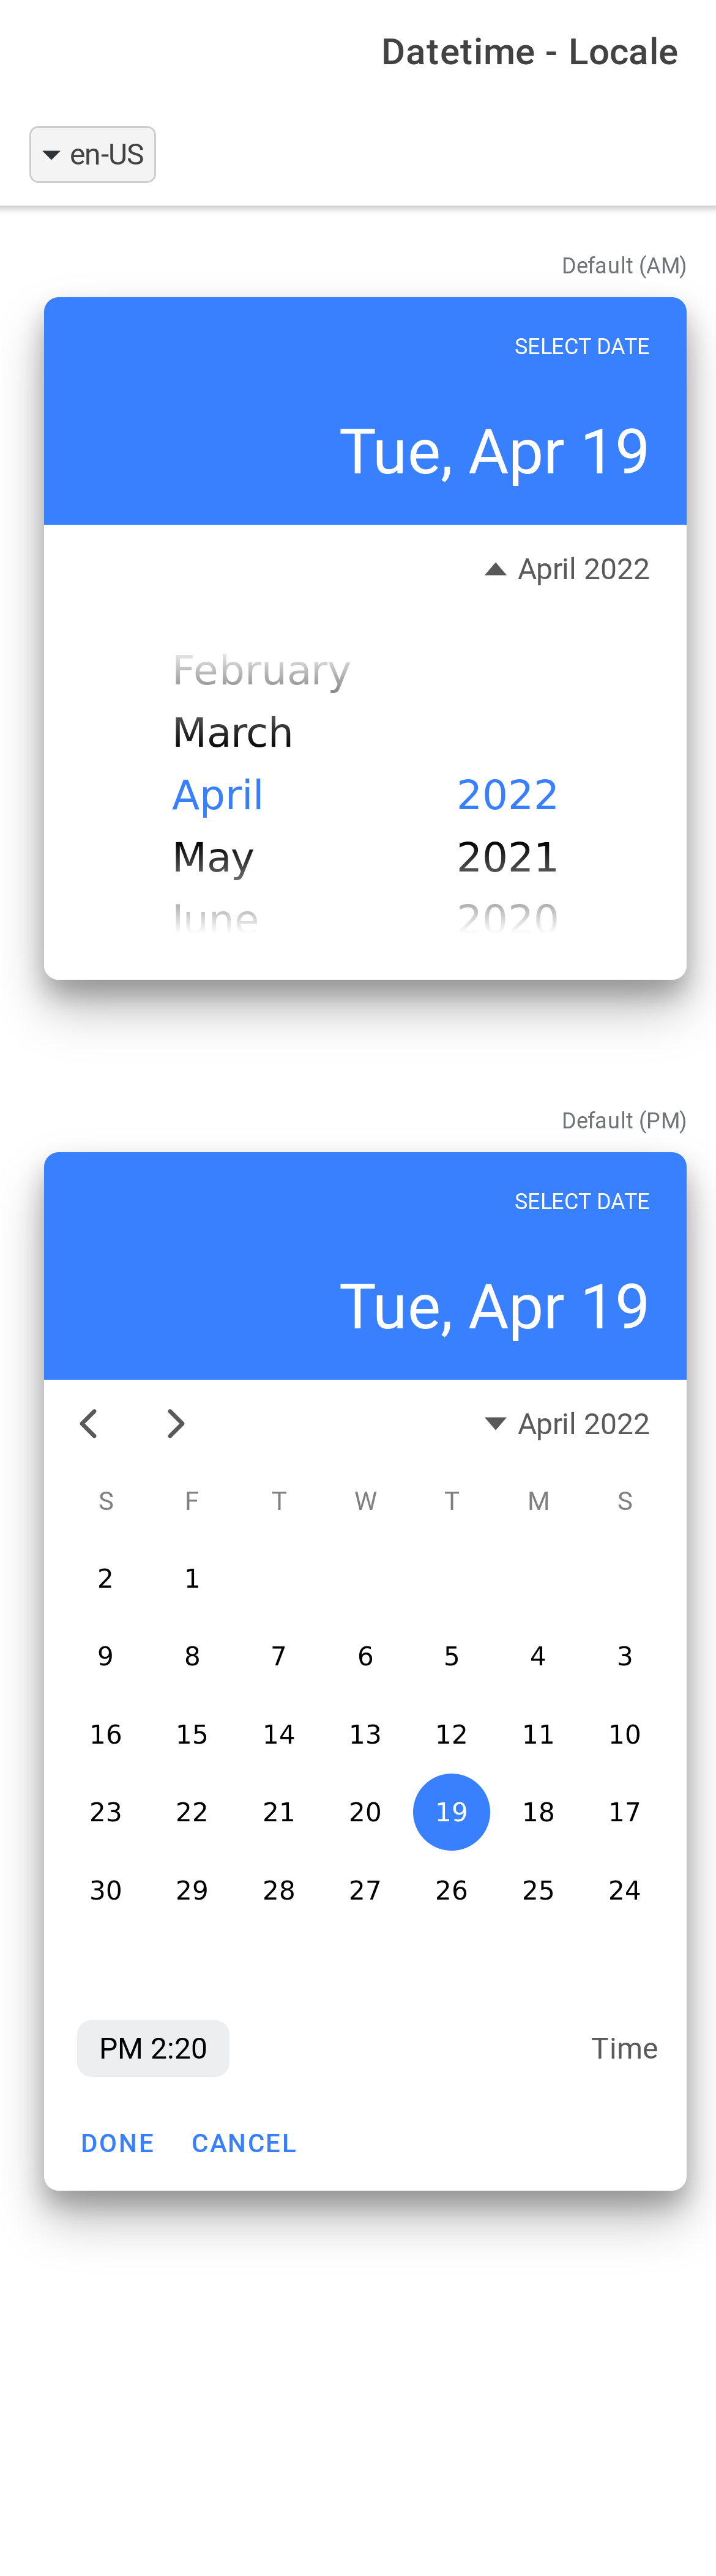 Datetime - Locale
en-US
Default (AM)
SELECT DATE
Tue, Apr 19
April 2022
February
March
April 2022
May 2021
June 2020
Default (PM)
SELECT DATE
Tue, Apr 19
April 2022
S F T W T M S
2 1
9 8 7 6 5 4 3
16 15 14 13 12 11 10
23 22 21 20 19 18 17
30 29 28 27 26 25 24
PM 2:20 Time
DONE CANCEL